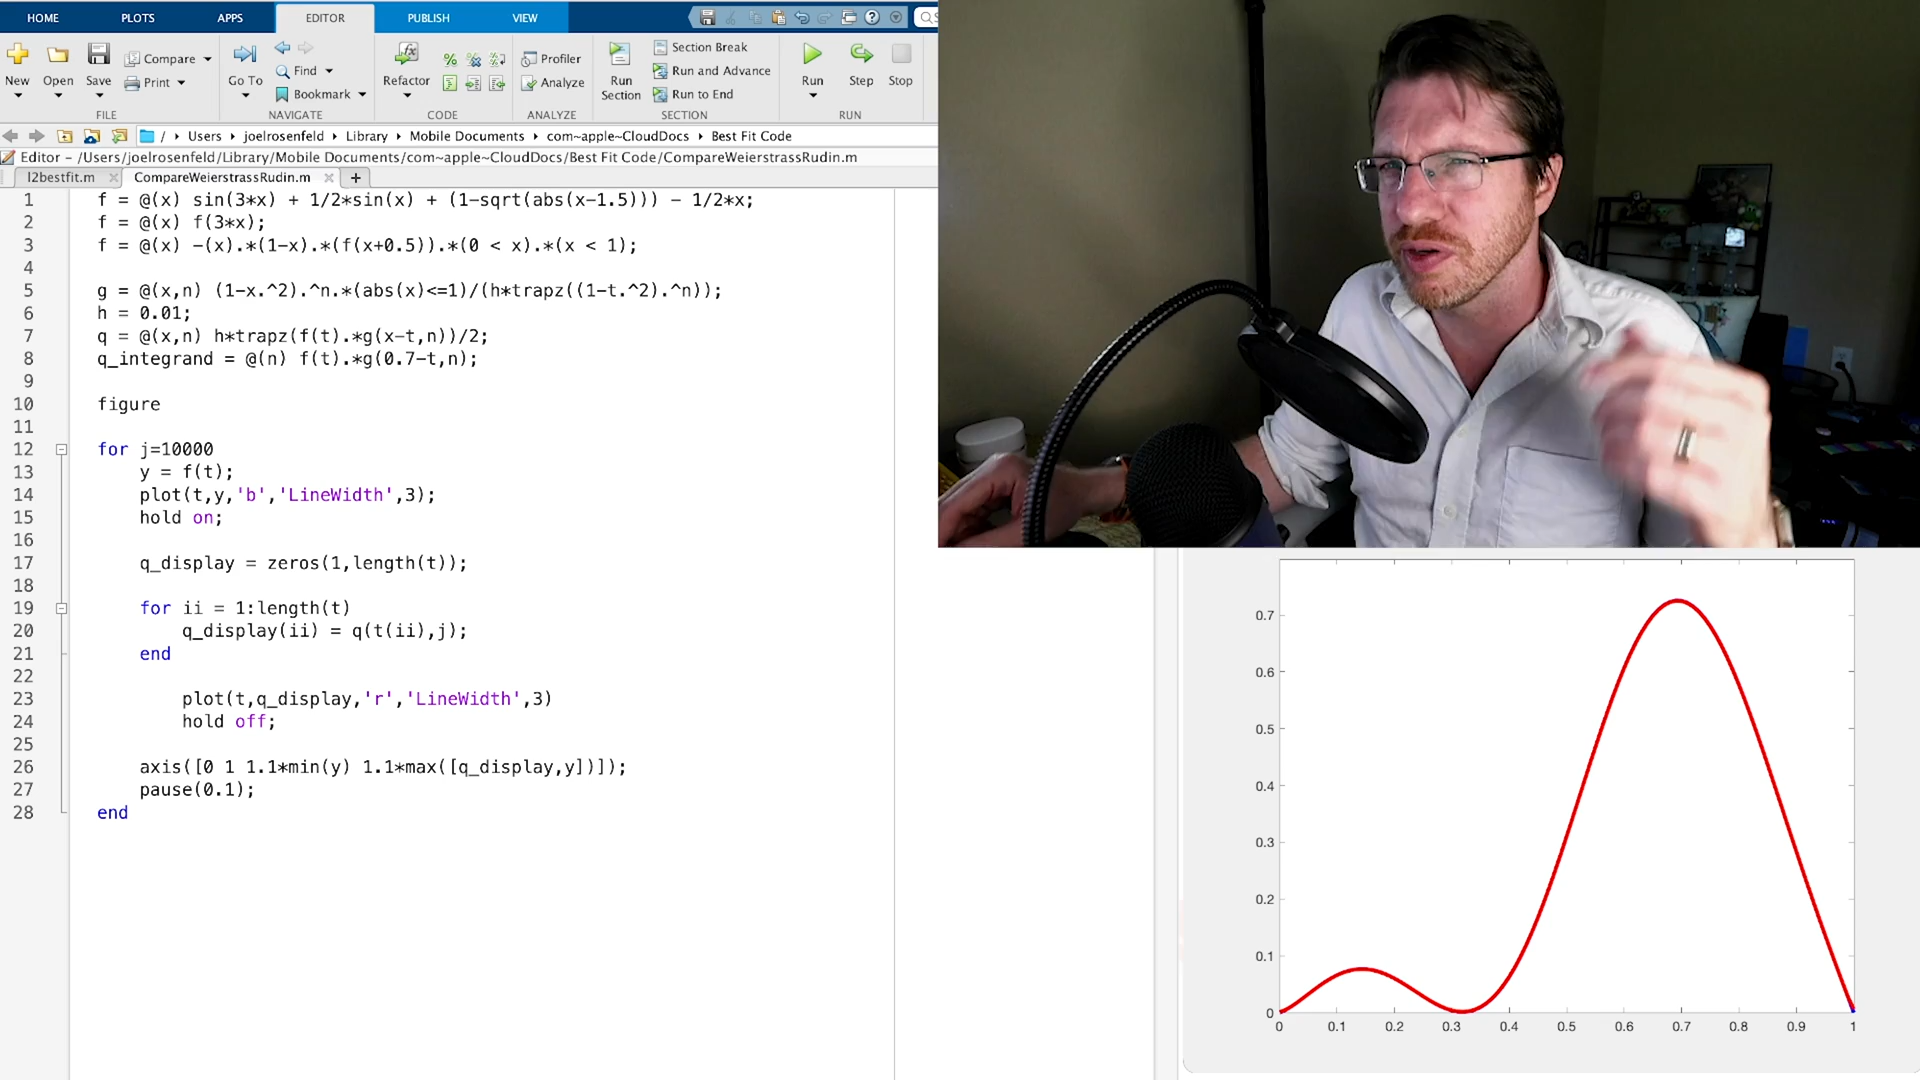 HOME PLOTS APPS EDITOR PUBLISH VIEW
New Open Save Compare Print
Go To Find Bookmark
Refactor
Profiler Analyze
Run Section Section Break Run and Advance Run to End
Run Step Stop
FILE NAVIGATE CODE ANALYZE SECTION RUN
/ Users joelrosenfeld Library Mobile Documents com~apple~CloudDocs Best Fit Code
Editor - /Users/joelrosenfeld/Library/Mobile Documents/com~apple~CloudDocs/Best Fit Code/CompareWeierstrassRudin.m
l2bestfit.m CompareWeierstrassRudin.m +
1 f = @(x) sin(3*x) + 1/2*sin(x) + (1-sqrt(abs(x-1.5))) - 1/2*x;
2 f = @(x) f(3*x);
3 f = @(x) -(x).*(1-x).*(f(x+0.5)).*(0 < x).*(x < 1);
4
5 g = @(x,n) (1-x.^2).^n.*(abs(x)<=1)/(h*trapz((1-t.^2).^n));
6 h = 0.01;
7 q = @(x,n) h*trapz(f(t).*g(x-t,n))/2;
8 q_integrand = @(n) f(t).*g(0.7-t,n);
9
10 figure
11
12 for j=10000
13 y = f(t);
14 plot(t,y,'b','LineWidth',3);
15 hold on;
16
17 q_display = zeros(1,length(t));
18
19 for ii = 1:length(t)
20 q_display(ii) = q(t(ii),j);
21 end
22
23 plot(t,q_display,'r','LineWidth',3)
24 hold off;
25
26 axis([0 1 1.1*min(y) 1.1*max([q_display,y])]);
27 pause(0.1);
28 end
0.7
0.6
0.5
0.4
0.3
0.2
0.1
0
0 0.1 0.2 0.3 0.4 0.5 0.6 0.7 0.8 0.9 1